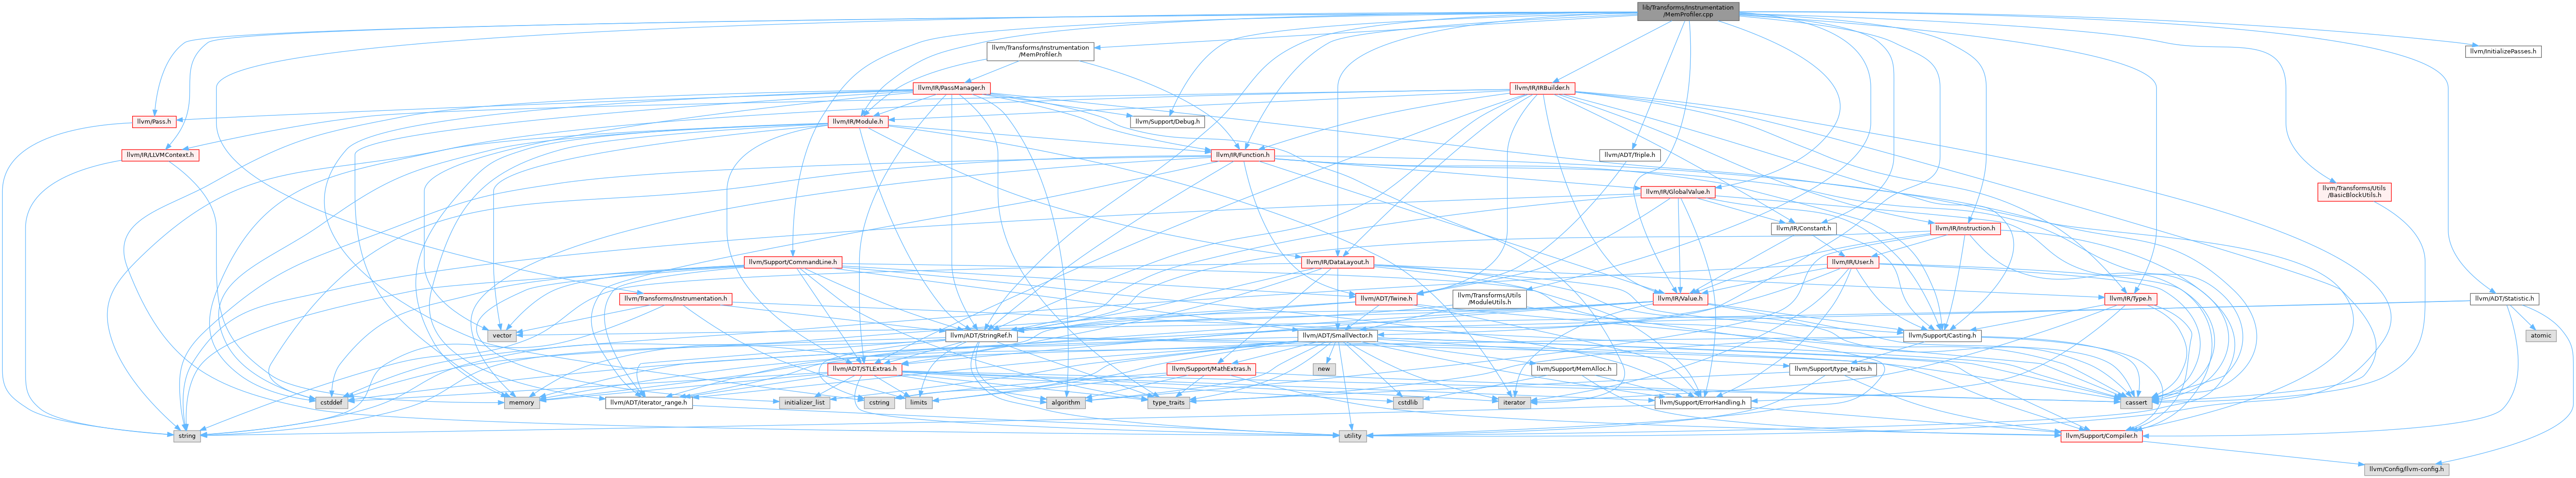 lib/Transforms/Instrumentation
/MemProfiler.cpp
llvm/Transforms/Instrumentation
/MemProfiler.h
llvm/InitializePasses.h
llvm/IR/PassManager.h
llvm/IR/IRBuilder.h
llvm/Pass.h
llvm/IR/Module.h
llvm/Support/Debug.h
llvm/IR/LLVMContext.h
llvm/IR/Function.h
llvm/ADT/Triple.h
llvm/IR/GlobalValue.h
llvm/Transforms/Utils
/BasicBlockUtils.h
llvm/IR/Constant.h
llvm/IR/Instruction.h
llvm/Support/CommandLine.h
llvm/IR/DataLayout.h
llvm/IR/User.h
llvm/Transforms/Instrumentation.h
llvm/ADT/Twine.h
llvm/Transforms/Utils
/ModuleUtils.h
llvm/IR/Value.h
llvm/IR/Type.h
llvm/ADT/Statistic.h
vector
llvm/ADT/StringRef.h
llvm/ADT/SmallVector.h
llvm/Support/Casting.h
atomic
llvm/ADT/STLExtras.h
llvm/Support/MathExtras.h
new
llvm/Support/MemAlloc.h
llvm/Support/type_traits.h
cstddef
memory
llvm/ADT/iterator_range.h
initializer_list
cstring
limits
algorithm
type_traits
cstdlib
iterator
llvm/Support/ErrorHandling.h
cassert
string
utility
llvm/Support/Compiler.h
llvm/Config/llvm-config.h